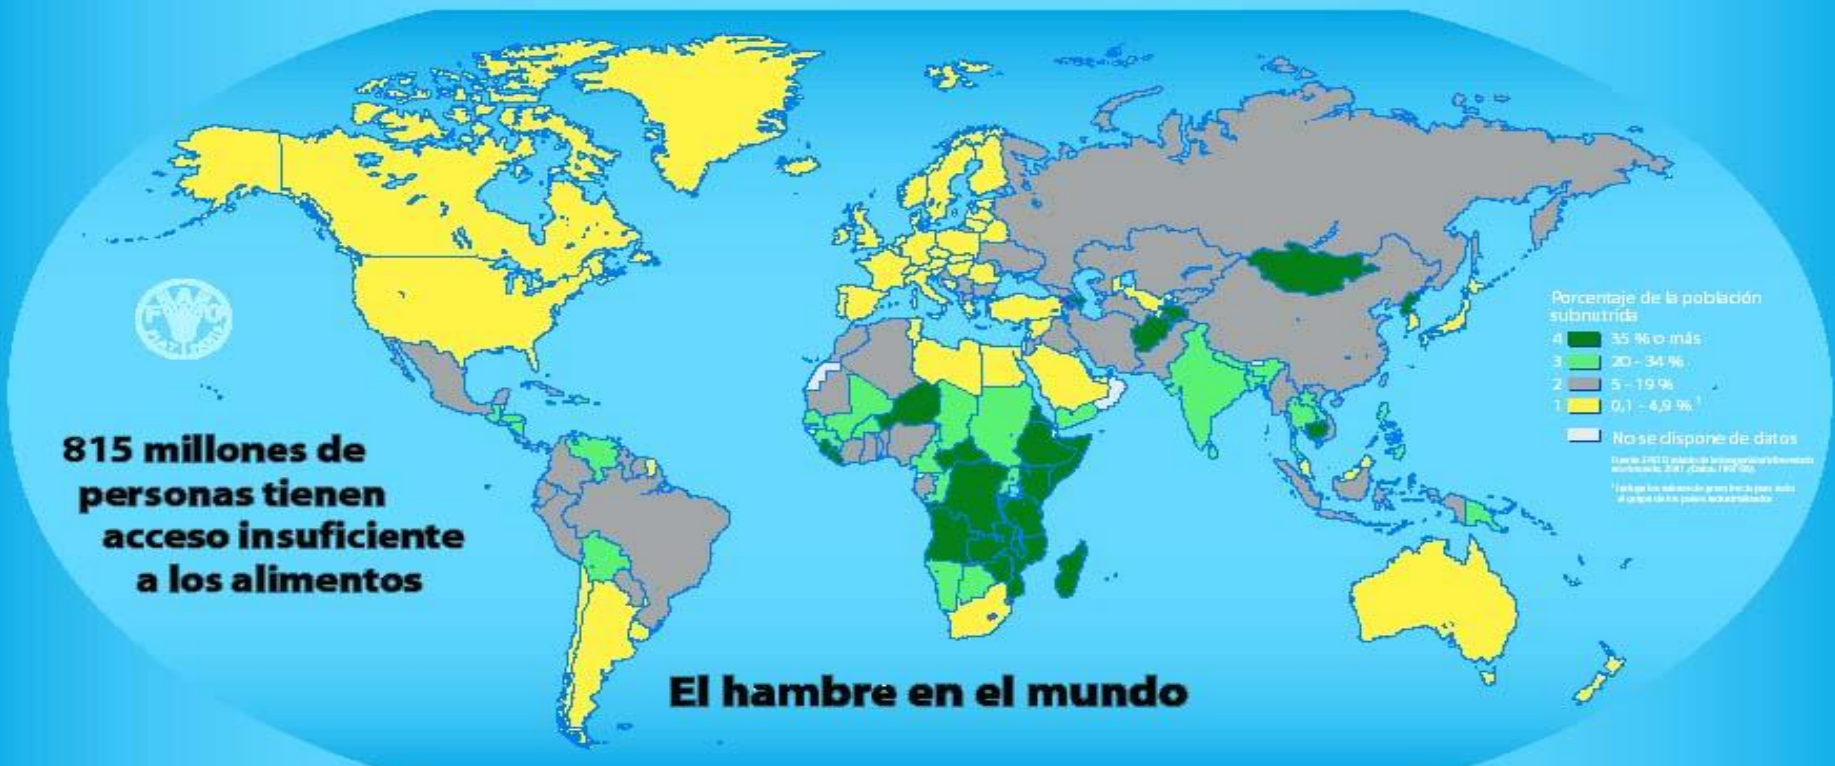 815 millones de
personas tienen
acceso insuficiente
a los alimentos
El hambre en el mundo
Porcentaje de la población
subnutrida
4 35 % o más
3 20 - 34 %
2 5 - 19 %
1 0,1 - 4,9 % 1
No se dispone de datos